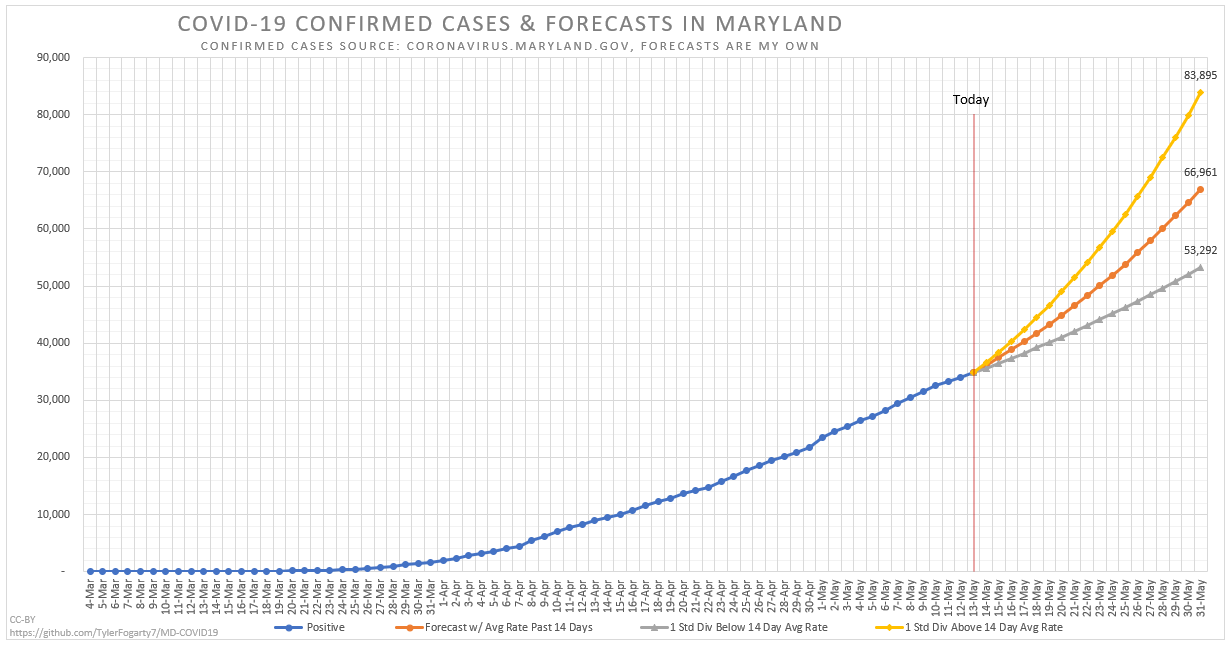 COVID-19 CONFIRMED CASES & FORECASTS IN MARYLAND
CONFIRMED CASES SOURCE: CORONAVIRUS.MARYLAND.GOV, FORECASTS ARE MY OWN
90,000
80,000
70,000
60,000
50,000
40,000
30,000
20,000
10,000
-
Today
83,895
66,961
53,292
4-Mar
5-Mar
6-Mar
7-Mar
8-Mar
9-Mar
10-Mar
11-Mar
12-Mar
13-Mar
14-Mar
15-Mar
16-Mar
17-Mar
18-Mar
19-Mar
20-Mar
21-Mar
22-Mar
23-Mar
24-Mar
25-Mar
26-Mar
27-Mar
28-Mar
29-Mar
30-Mar
31-Mar
1-Apr
2-Apr
3-Apr
4-Apr
5-Apr
6-Apr
7-Apr
8-Apr
9-Apr
10-Apr
11-Apr
12-Apr
13-Apr
14-Apr
15-Apr
16-Apr
17-Apr
18-Apr
19-Apr
20-Apr
21-Apr
22-Apr
23-Apr
24-Apr
25-Apr
26-Apr
27-Apr
28-Apr
29-Apr
30-Apr
1-May
2-May
3-May
4-May
5-May
6-May
7-May
8-May
9-May
10-May
11-May
12-May
13-May
14-May
15-May
16-May
17-May
18-May
19-May
20-May
21-May
22-May
23-May
24-May
25-May
26-May
27-May
28-May
29-May
30-May
31-May
CC-BY
https://github.com/TylerFogarty7/MD-COVID19
Positive
Forecast w/ Avg Rate Past 14 Days
1 Std Div Below 14 Day Avg Rate
1 Std Div Above 14 Day Avg Rate